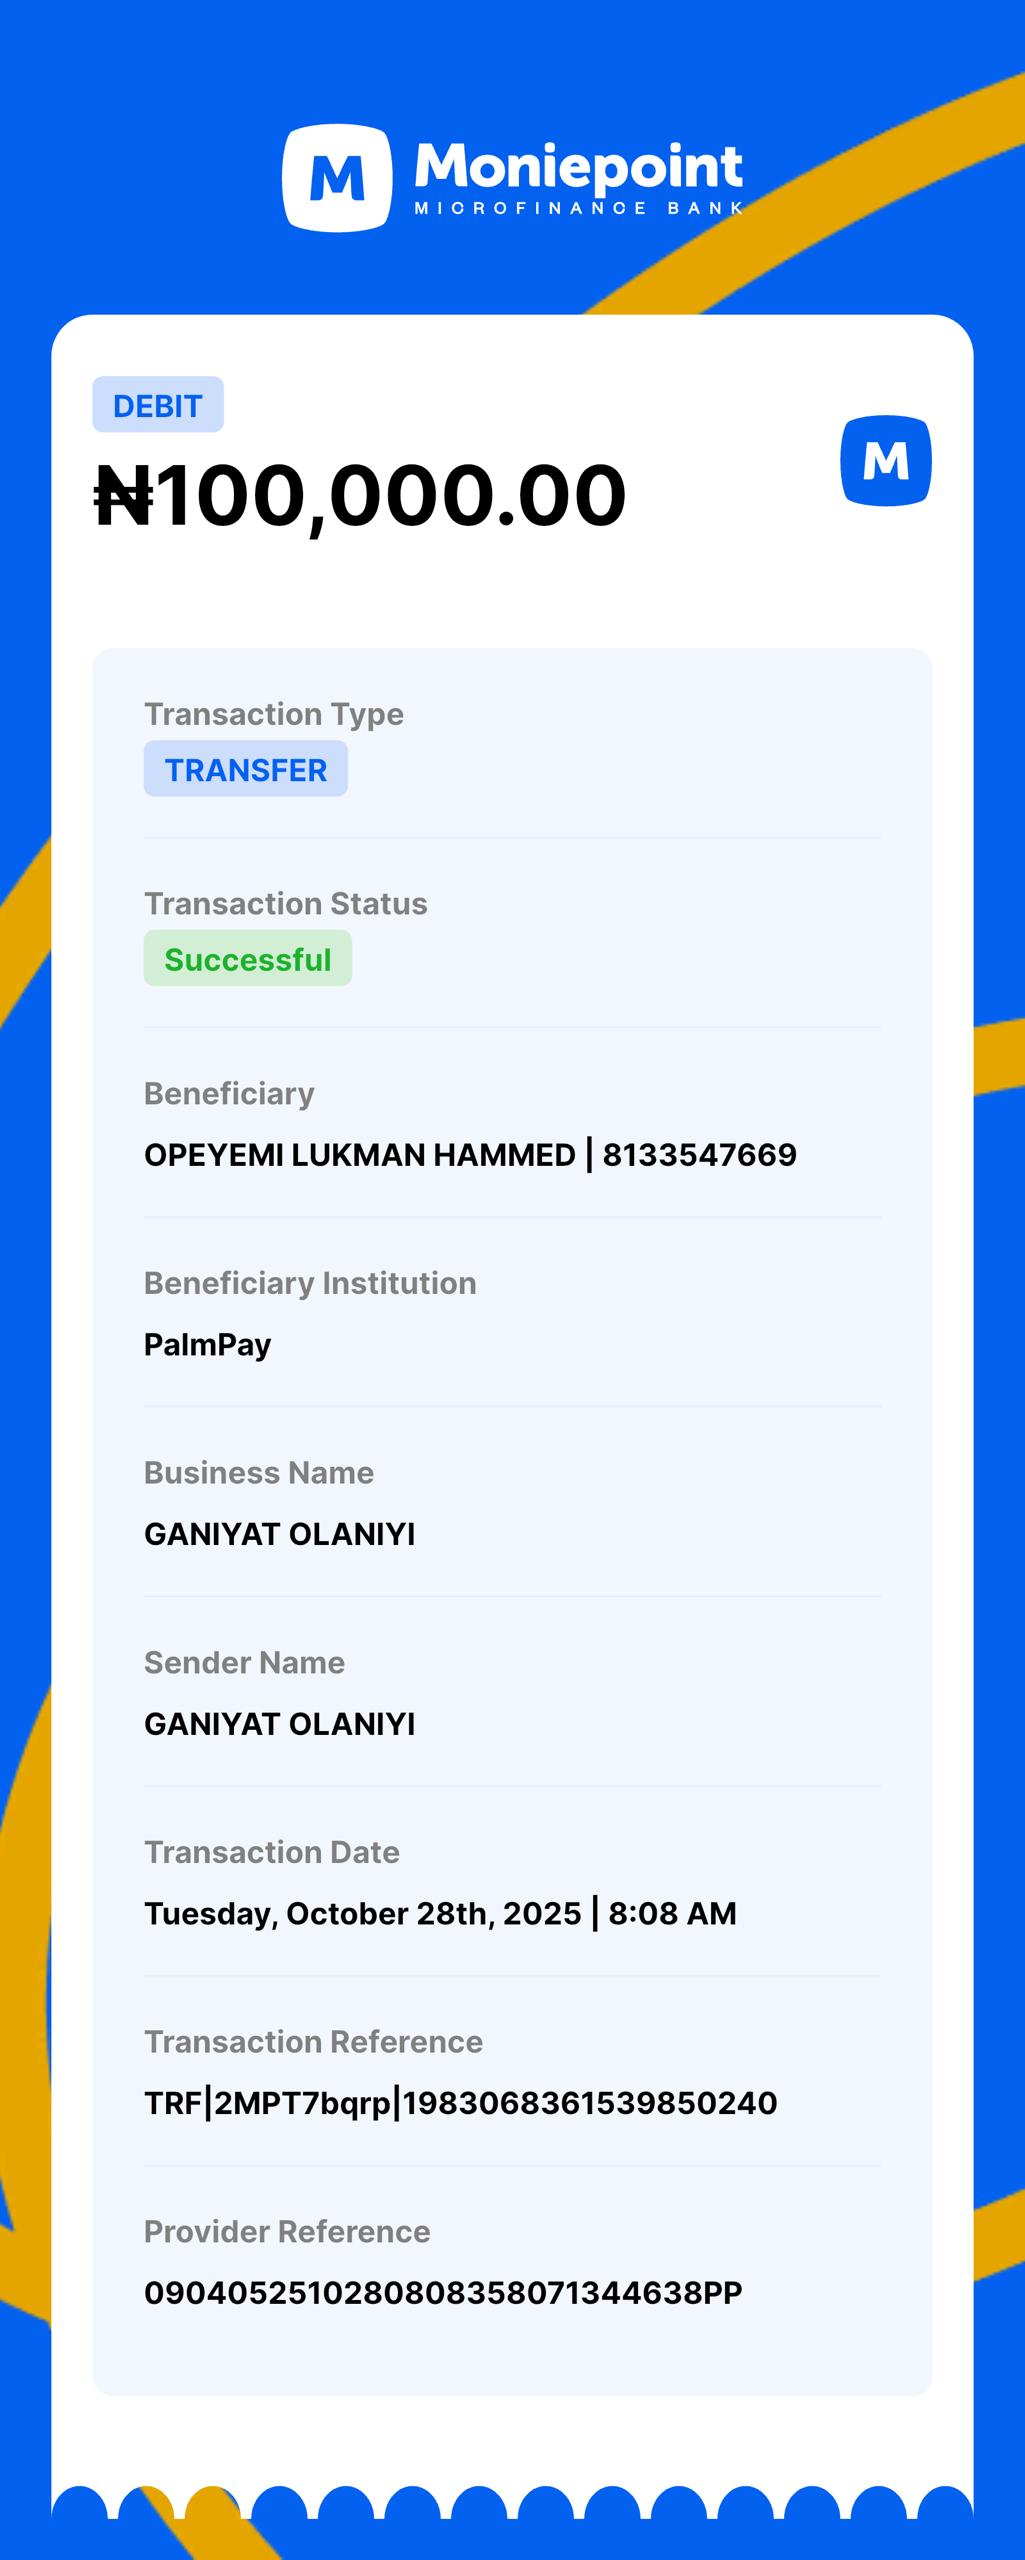 M Moniepoint
MICROFINANCE BANK
DEBIT
₦100,000.00
M
Transaction Type
TRANSFER
Transaction Status
Successful
Beneficiary
OPEYEMI LUKMAN HAMMED | 8133547669
Beneficiary Institution
PalmPay
Business Name
GANIYAT OLANIYI
Sender Name
GANIYAT OLANIYI
Transaction Date
Tuesday, October 28th, 2025 | 8:08 AM
Transaction Reference
TRF|2MPT7bqrp|1983068361539850240
Provider Reference
090405251028080835807134463​8PP